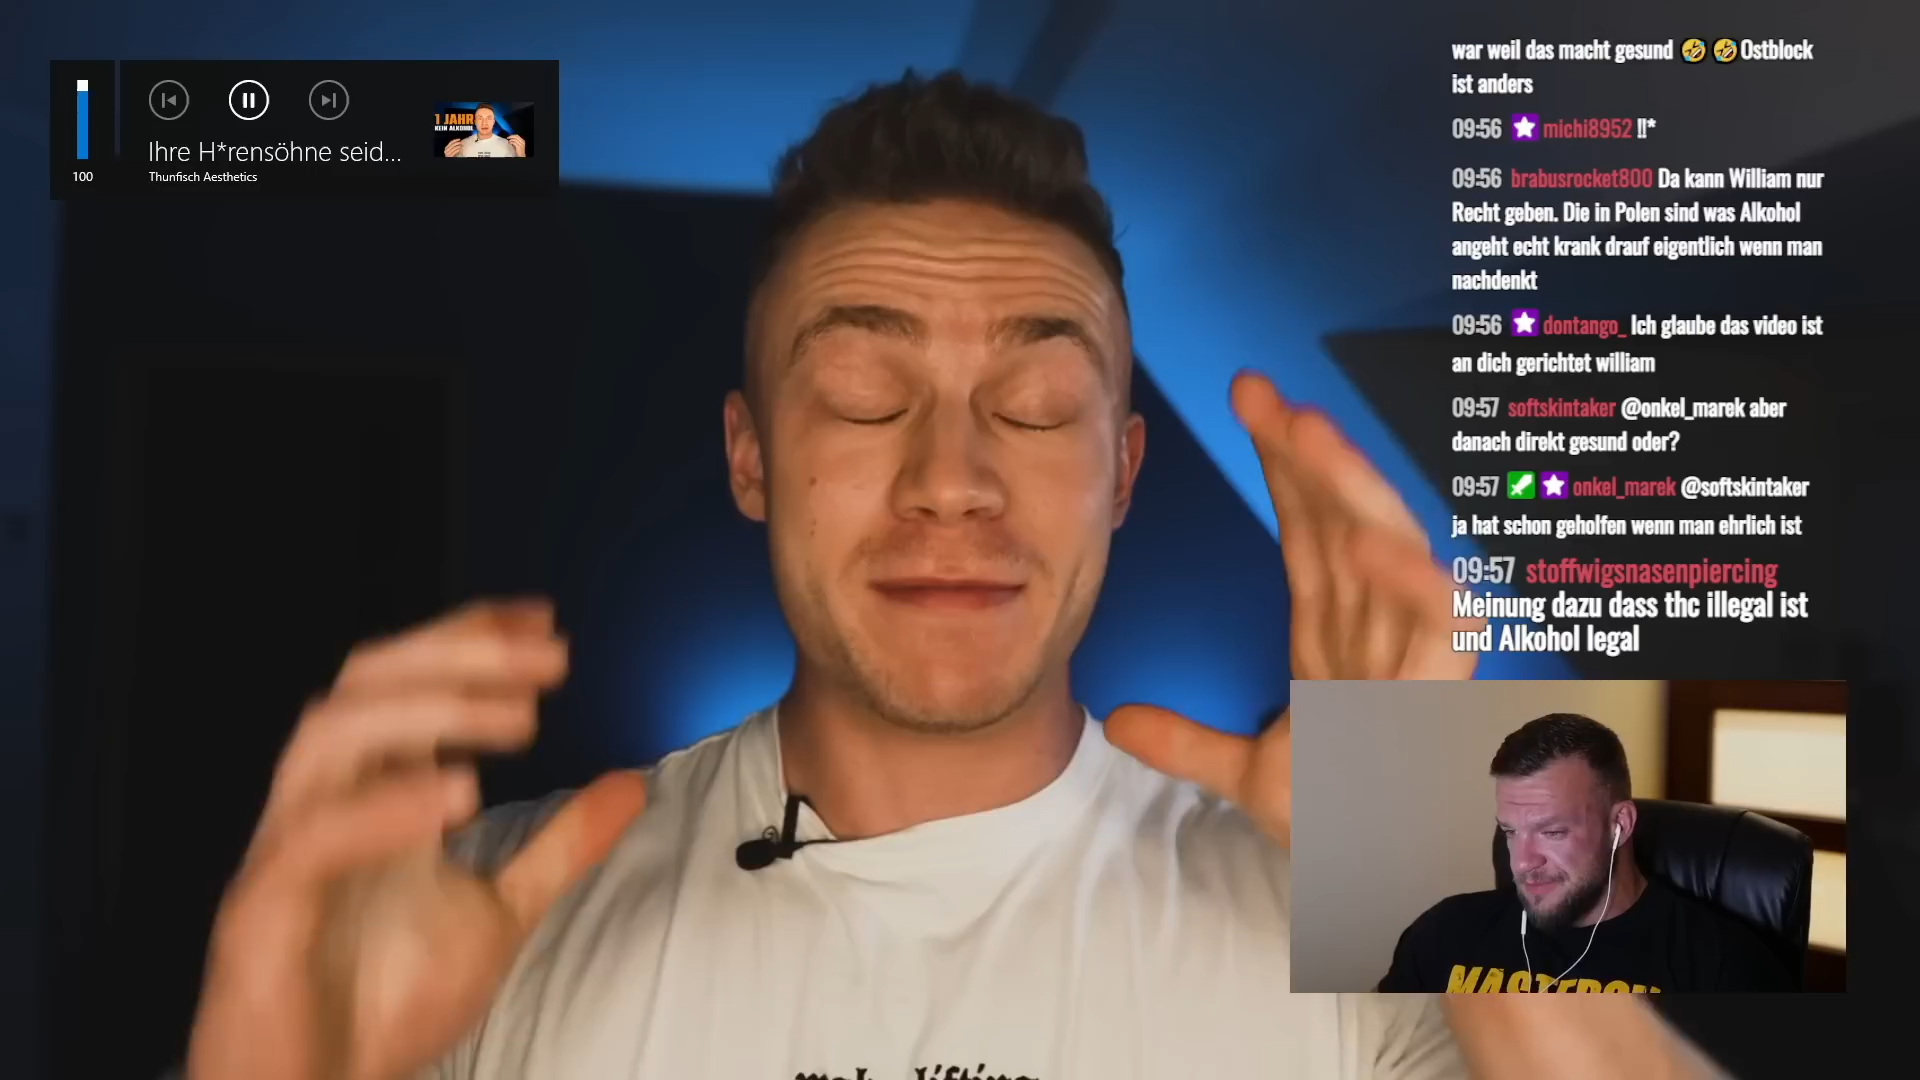 100
Ihre H*rensöhne seid...
Thunfisch Aesthetics
1 JAHR
KEIN ALKOHOL
war weil das macht gesund 🤣 🤣Ostblock
ist anders
09:56 michi8952 !!*
09:56 brabusrocket800 Da kann William nur
Recht geben. Die in Polen sind was Alkohol
angeht echt krank drauf eigentlich wenn man
nachdenkt
09:56 dontango_ Ich glaube das video ist
an dich gerichtet william
09:57 softskintaker @onkel_marek aber
danach direkt gesund oder?
09:57 onkel_marek @softskintaker
ja hat schon geholfen wenn man ehrlich ist
09:57 stoffwigsnasenpiercing
Meinung dazu dass thc illegal ist
und Alkohol legal